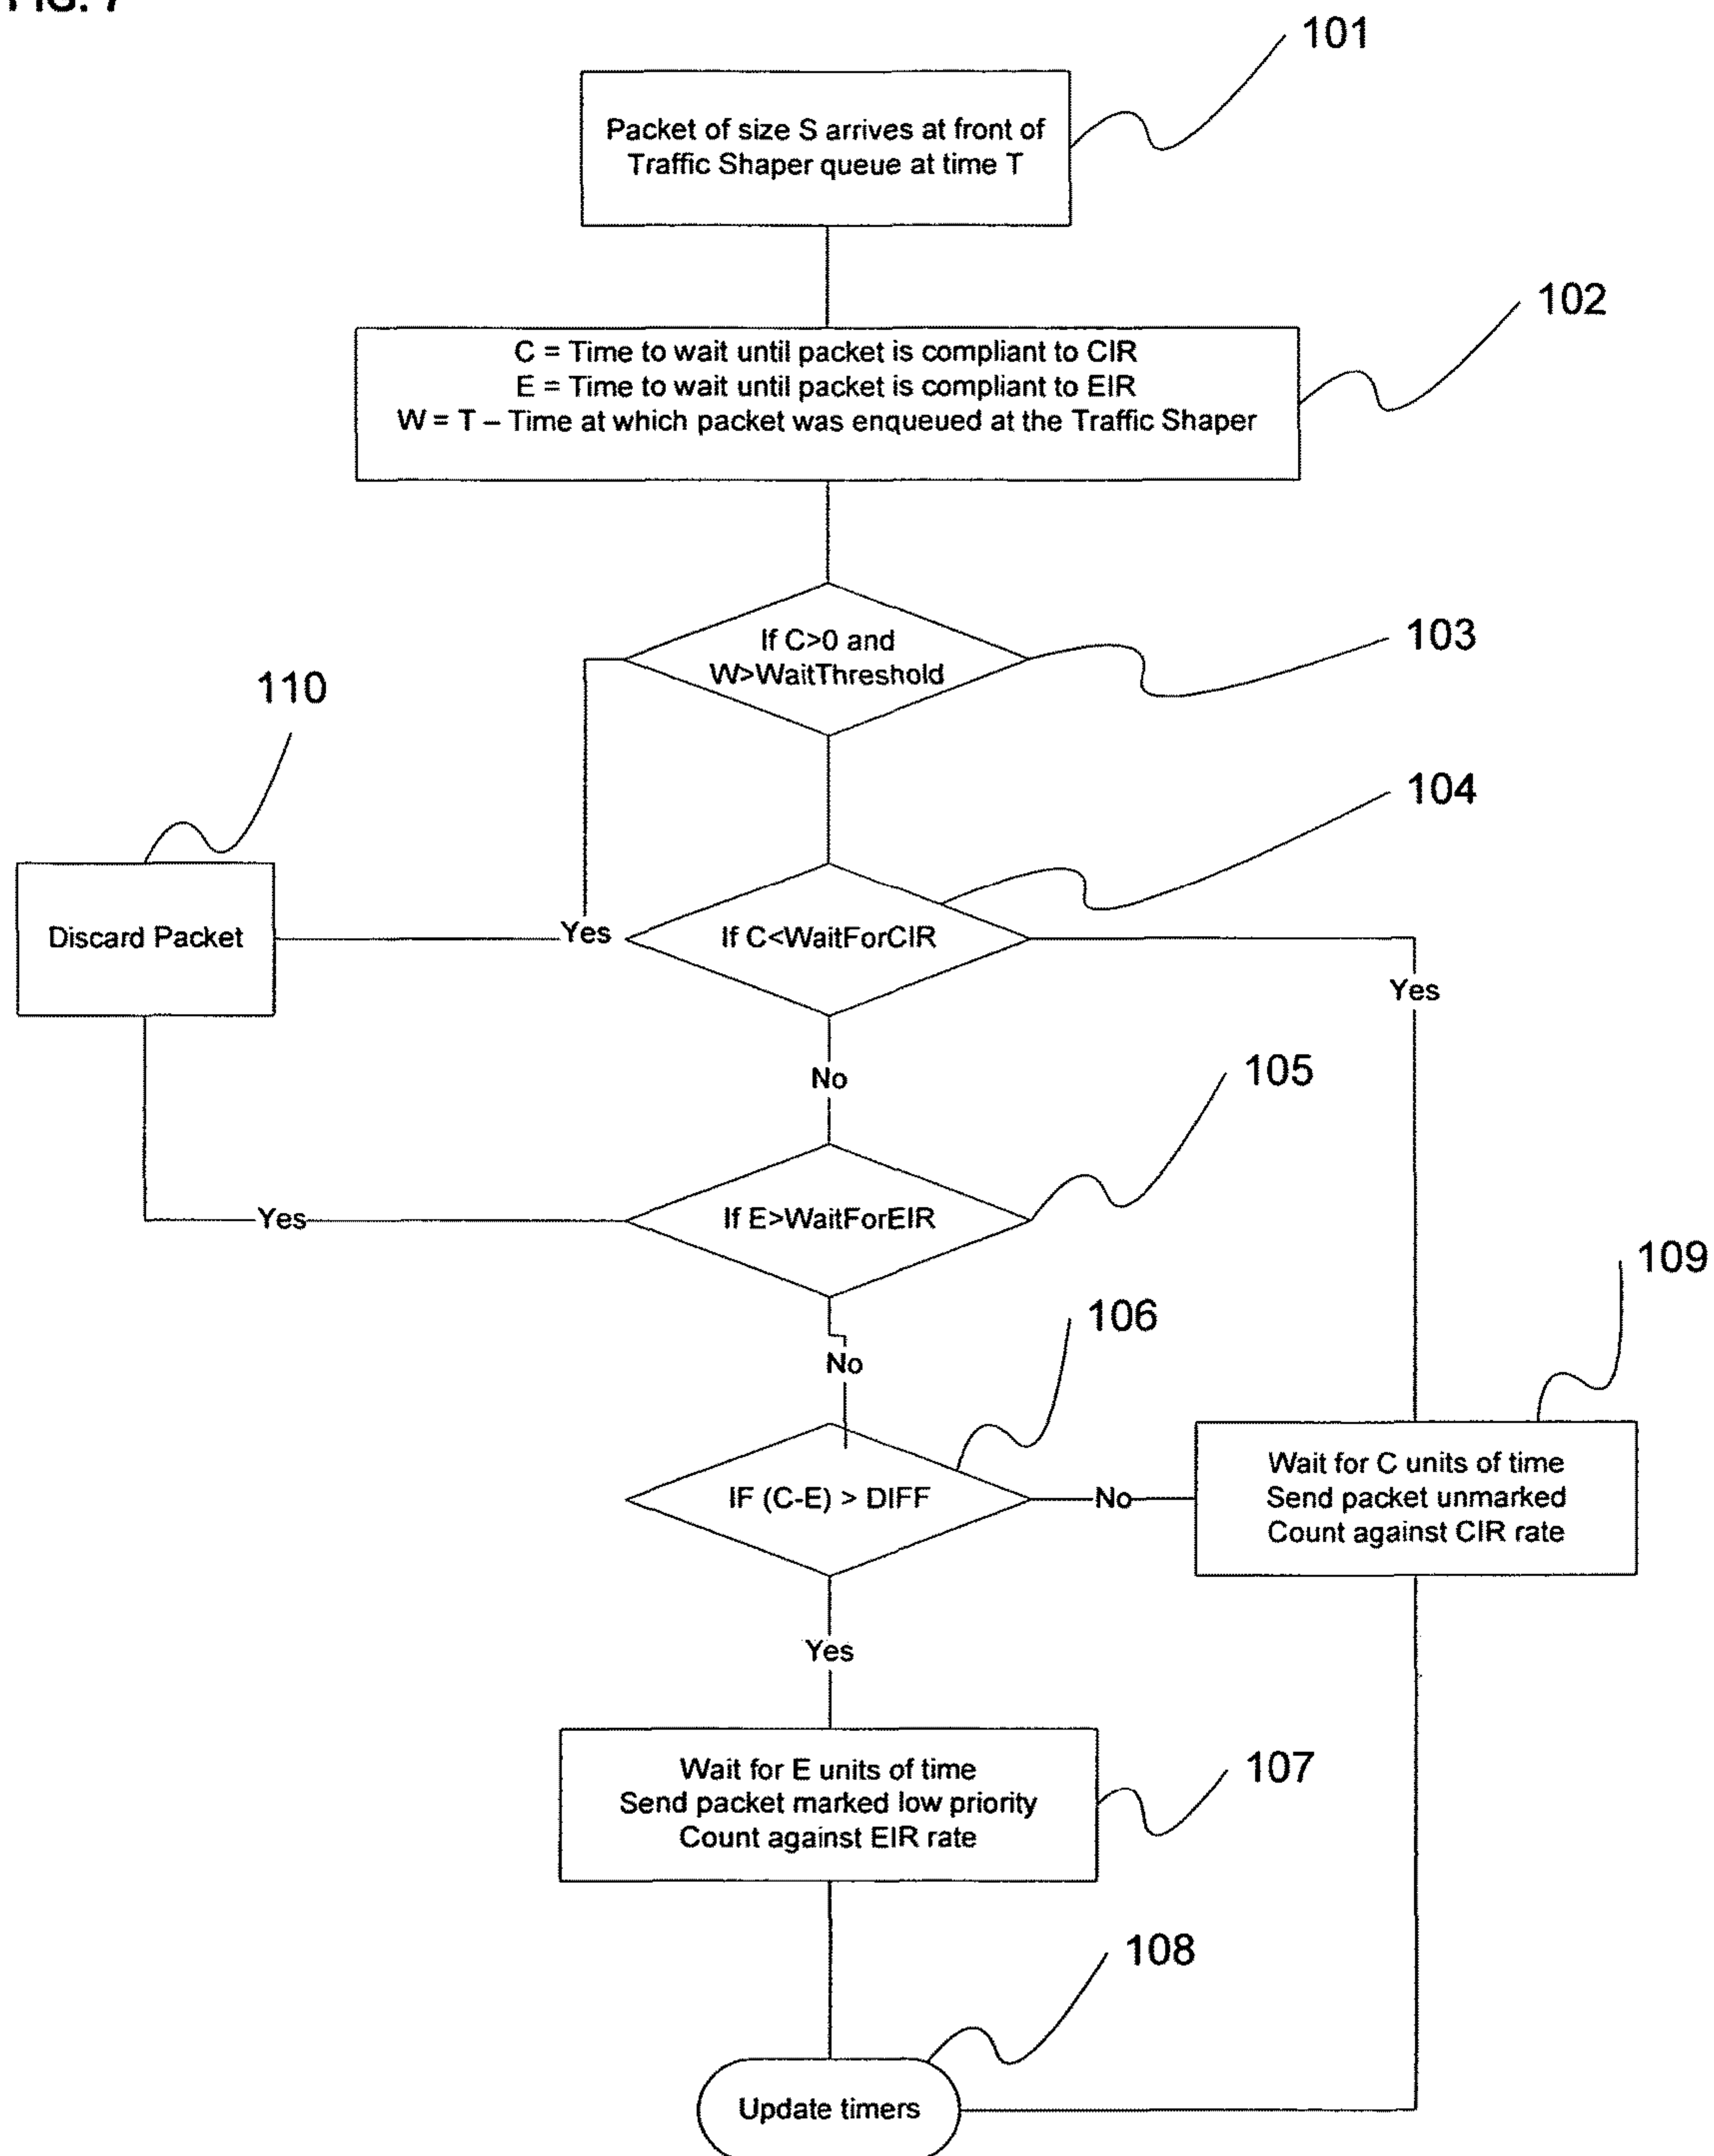 FIG. 7
101
Packet of size S arrives at front of
Traffic Shaper queue at time T
102
C = Time to wait until packet is compliant to CIR
E = Time to wait until packet is compliant to EIR
W = T – Time at which packet was enqueued at the Traffic Shaper
If C>0 and
W>WaitThreshold
103
110
104
Discard Packet
Yes
If C<WaitForCIR
Yes
No
105
Yes
If E>WaitForEIR
109
106
No
IF (C-E) > DIFF
No
Wait for C units of time
Send packet unmarked
Count against CIR rate
Yes
Wait for E units of time
Send packet marked low priority
Count against EIR rate
107
108
Update timers